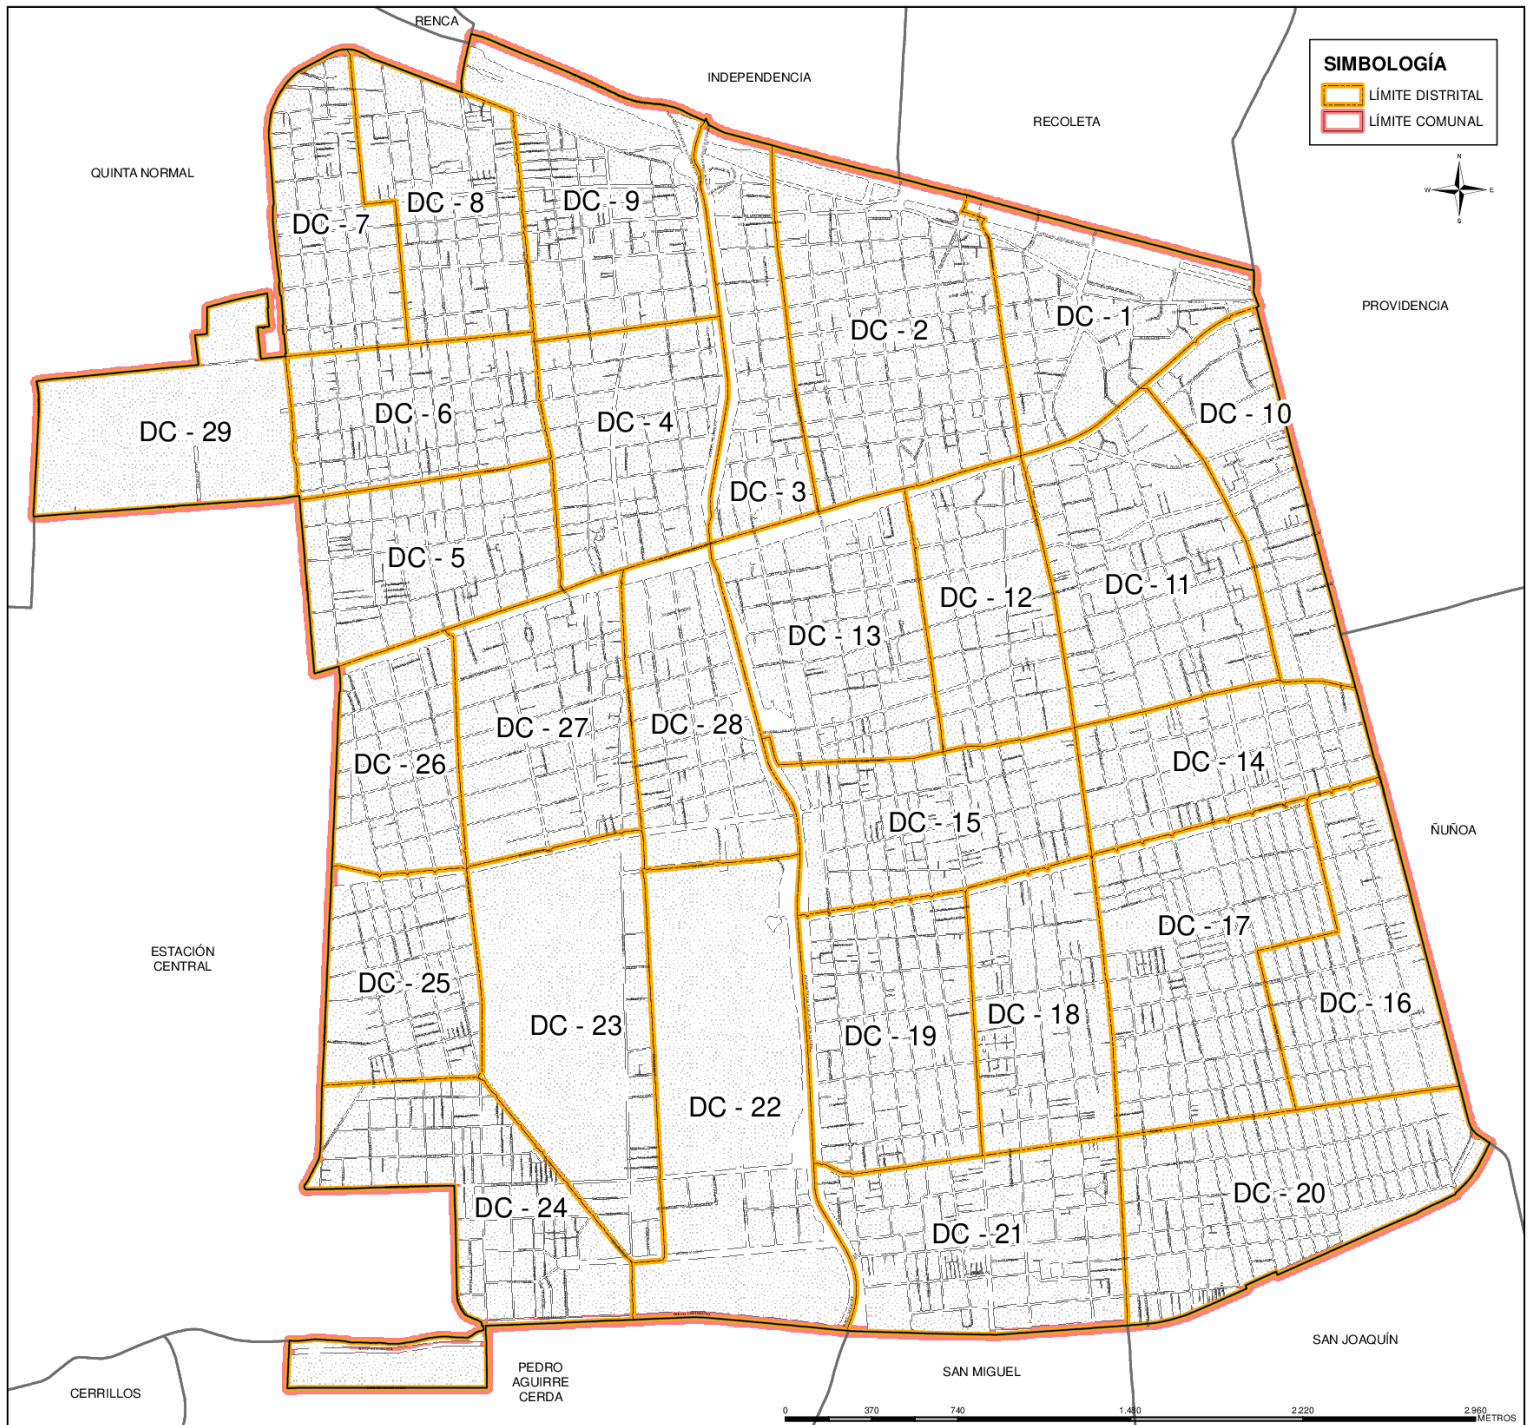 RENCA
INDEPENDENCIA
RECOLETA
QUINTA NORMAL
SIMBOLOGÍA
LÍMITE DISTRITAL
LÍMITE COMUNAL
N
W
E
S
DC - 7
DC - 8
DC - 9
DC - 2
DC - 1
PROVIDENCIA
DC - 29
DC - 6
DC - 4
DC - 10
DC - 3
DC - 5
DC - 13
DC - 12
DC - 11
DC - 26
DC - 27
DC - 28
DC - 14
DC - 15
ÑUÑOA
ESTACIÓN
CENTRAL
DC - 25
DC - 23
DC - 19
DC - 18
DC - 17
DC - 16
DC - 22
DC - 24
DC - 21
DC - 20
CERRILLOS
PEDRO
AGUIRRE
CERDA
SAN MIGUEL
SAN JOAQUÍN
0 370 740 1.480 2.220 2.960
METROS